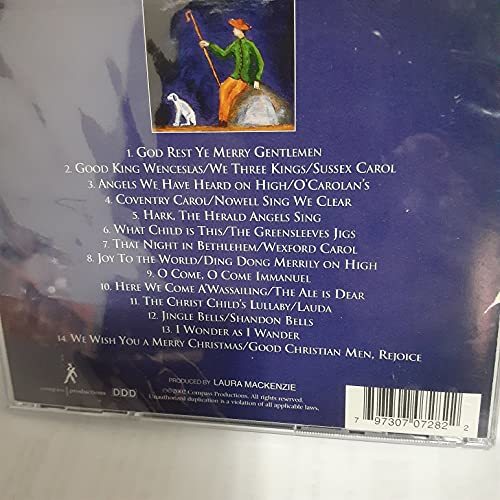 1. God Rest Ye Merry Gentlemen
2. Good King Wenceslas/We Three Kings/Sussex Carol
3. Angels We Have Heard on High/O'Carolan's
4. Coventry Carol/Nowell Sing We Clear
5. Hark, The Herald Angels Sing
6. What Child is This/The Greensleeves Jigs
7. That Night in Bethlehem/Wexford Carol
8. Joy to the World/Ding Dong Merrily on High
9. O Come, O Come Immanuel
10. Here We Come A'Wassailing/The Ale is Dear
11. The Christ Child's Lullaby/Lauda
12. Jingle Bells/Shandon Bells
13. I Wonder as I Wander
14. We Wish You a Merry Christmas/Good Christian Men, Rejoice
PRODUCED BY LAURA MACKENZIE
compass productions DDD
©2002 Compass Productions. All rights reserved.
Unauthorized duplication is a violation of all applicable laws.
7 97307 07282 2